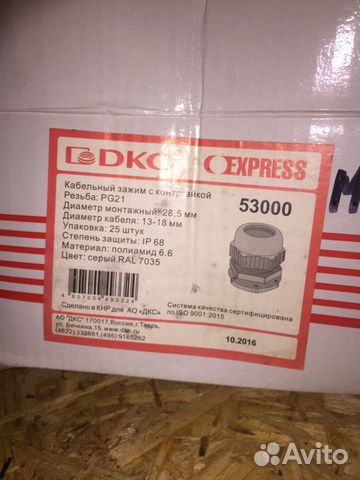 DKC EXPRESS
Кабельный зажим с контргайкой
Резьба: PG21
Диаметр монтажный: 28,5 мм
Диаметр кабеля: 13-18 мм
Упаковка: 25 штук
Степень защиты: IP 68
Материал: полиамид 6.6
Цвет: серый RAL 7035
53000
Сделано в КНР для АО «ДКС»
АО "ДКС" 170017, Россия, г. Тверь,
ул. Бочкина, 15. www.dkc.ru
Система качества сертифицирована
по ISO 9001:2015
10.2016
М
Avito